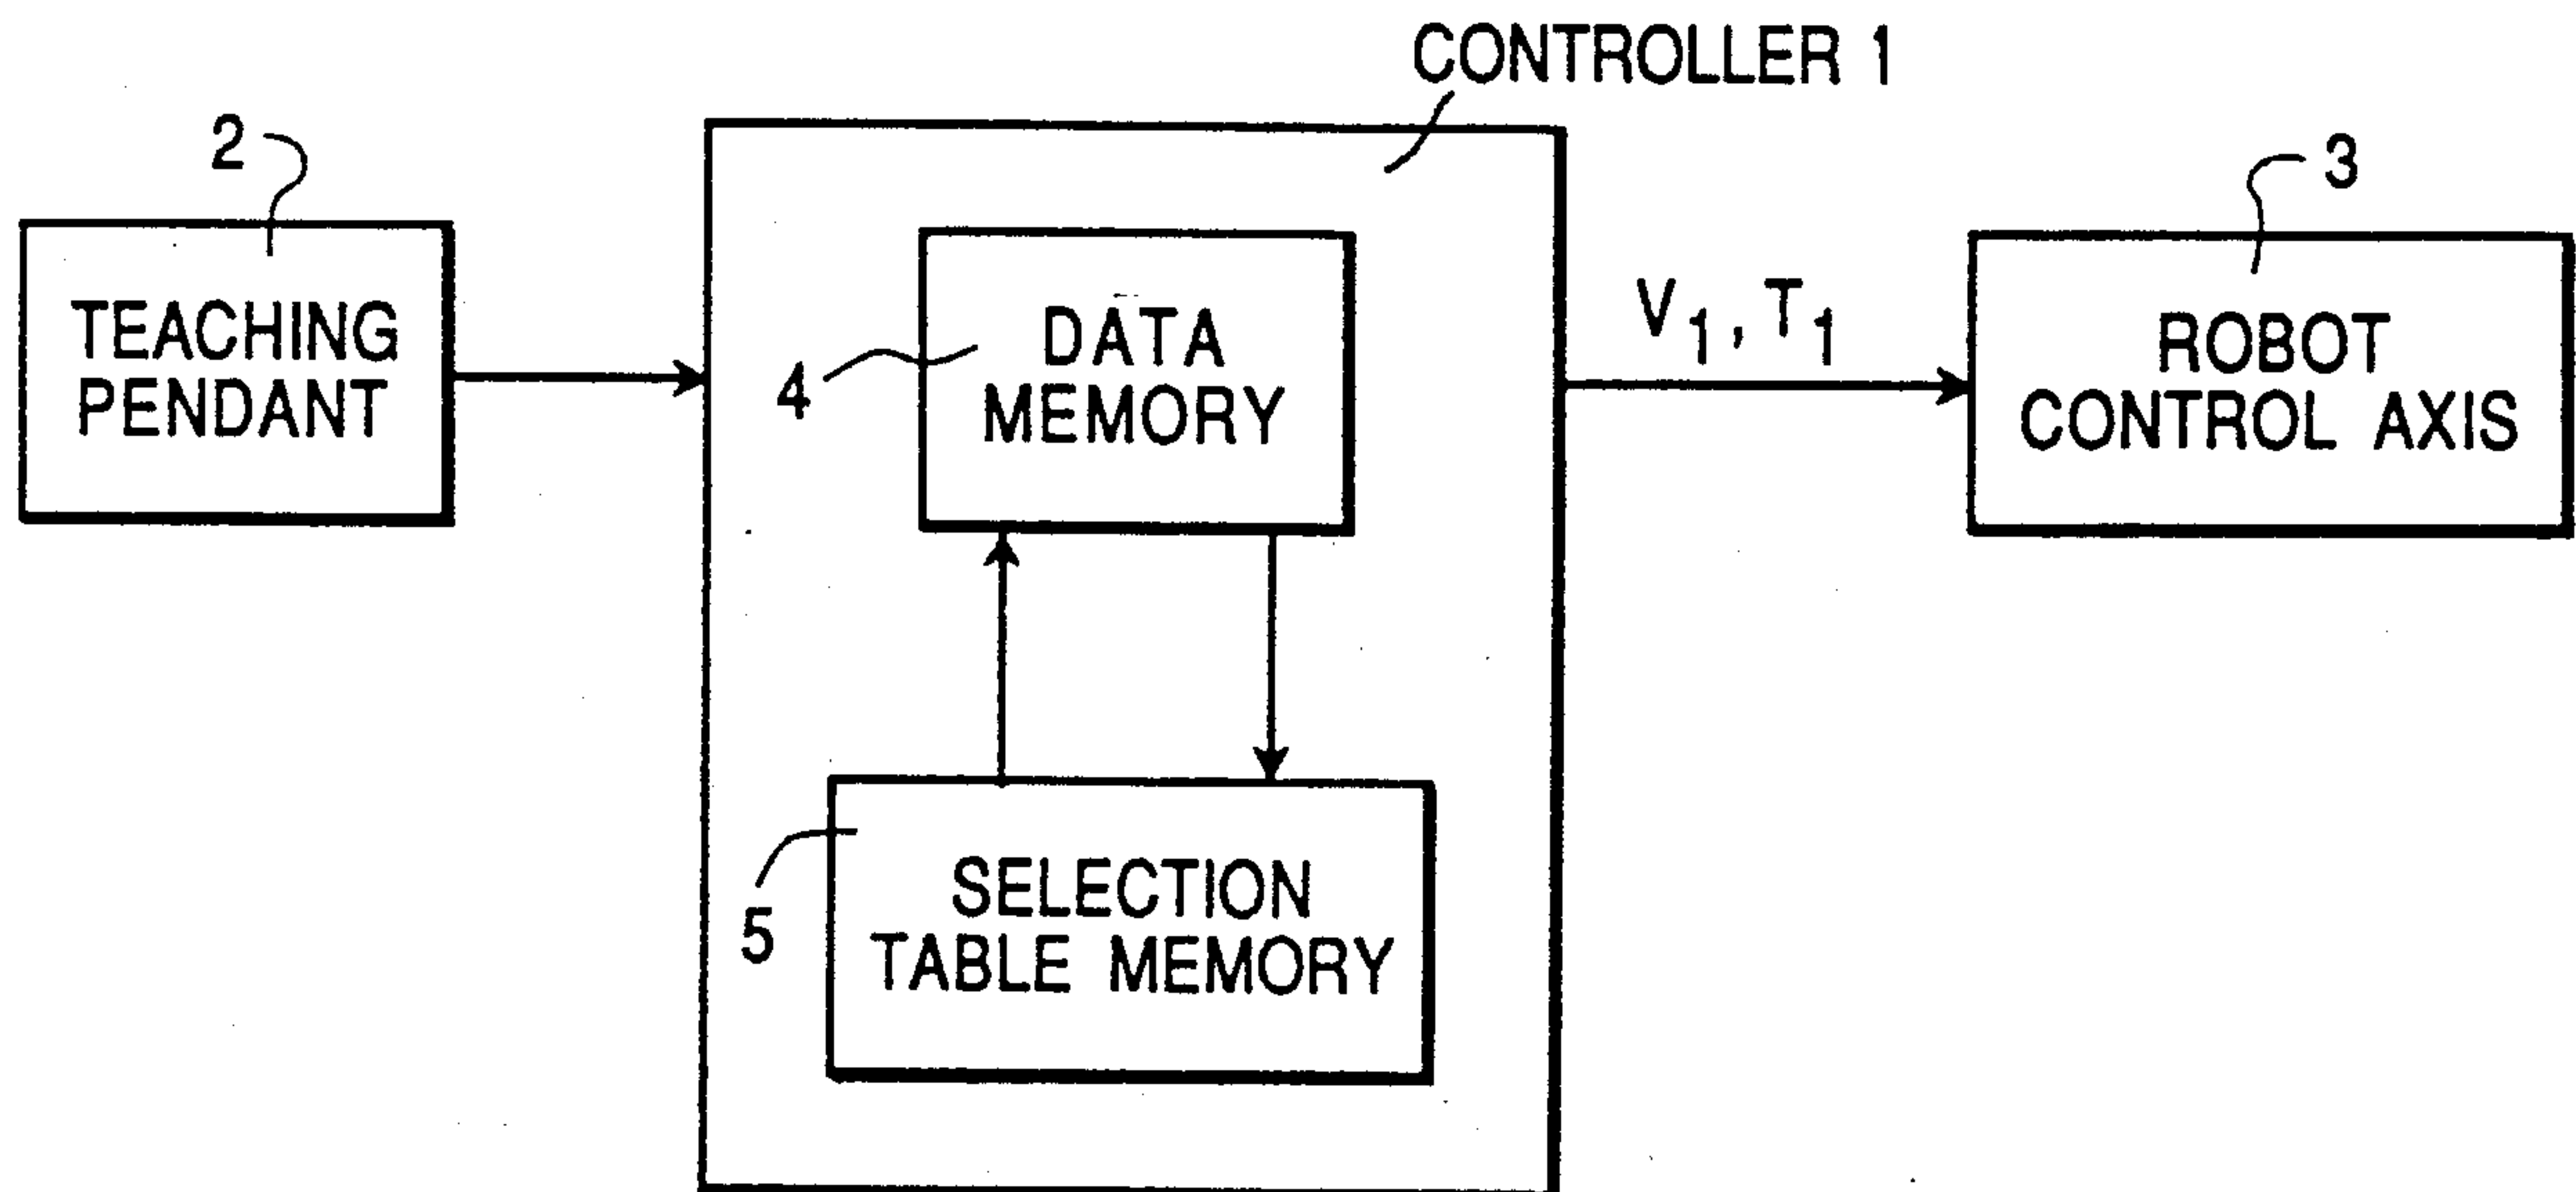 CONTROLLER 1
2
3
TEACHING
PENDANT
4
DATA
MEMORY
V1, T1
ROBOT
CONTROL AXIS
5
SELECTION
TABLE MEMORY